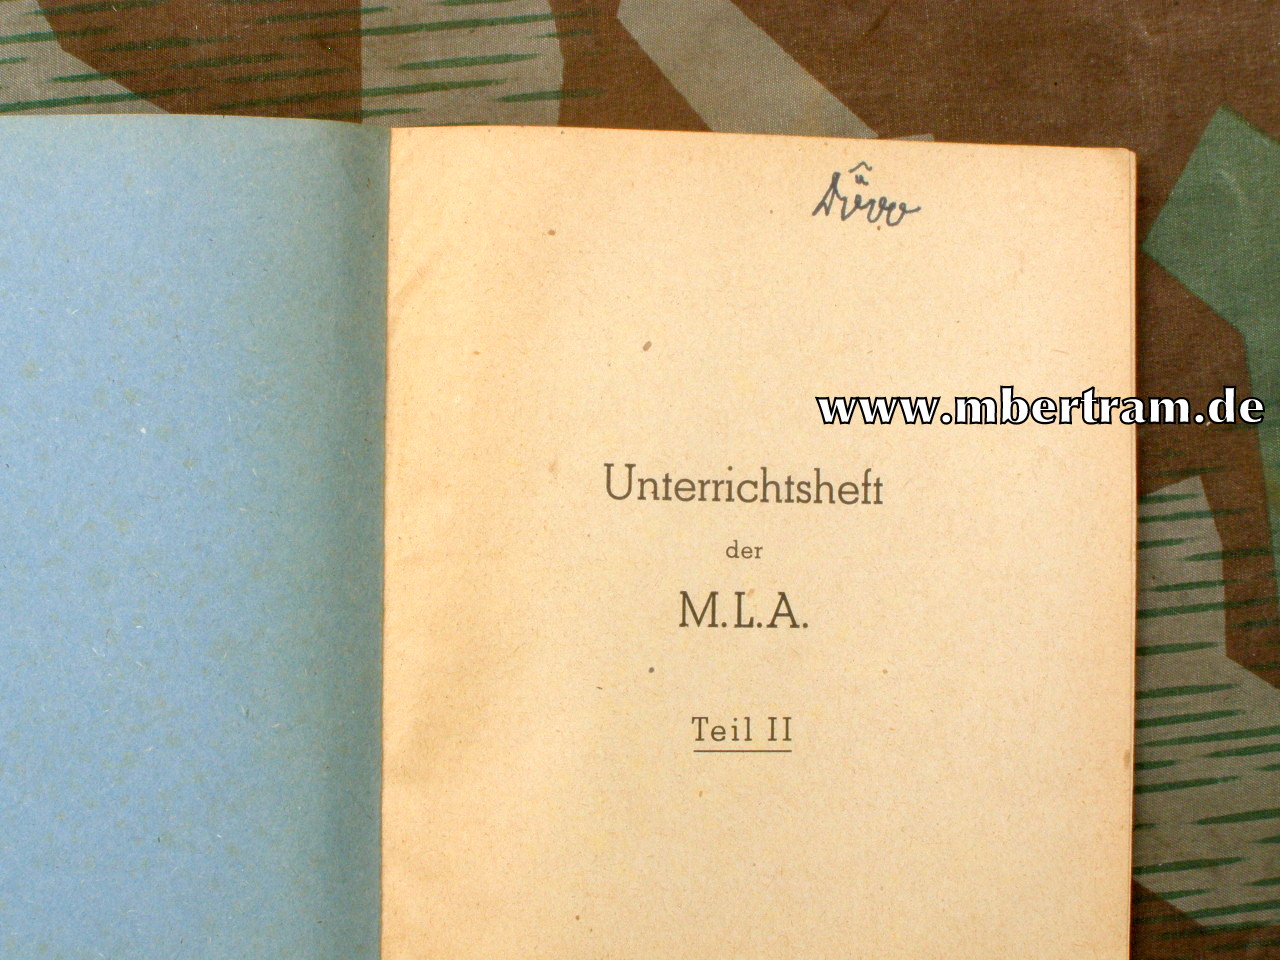 www.mbertram.de
Unterrichtsheft
der
M.L.A.
Teil II